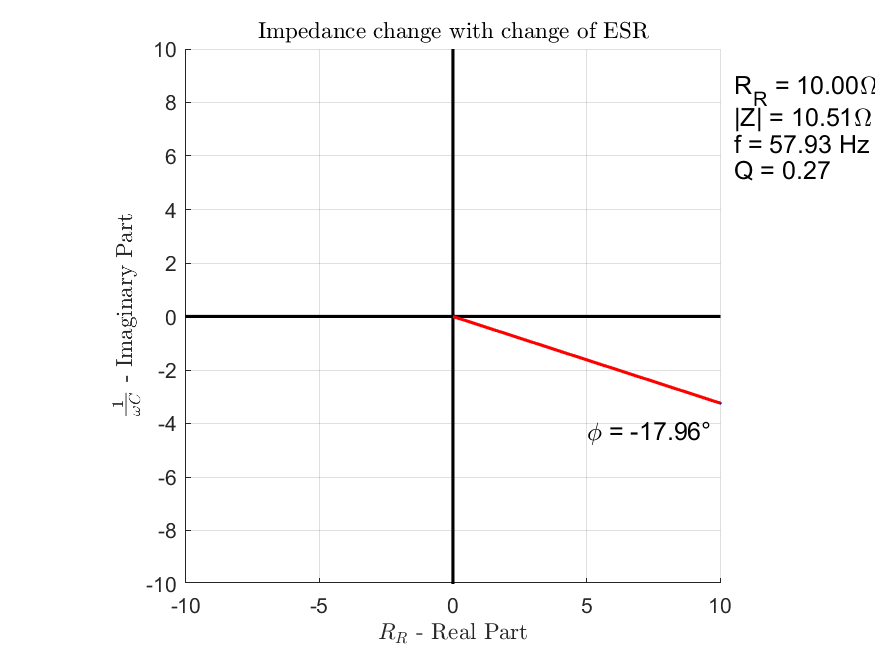 Impedance change with change of ESR
10
8
6
4
2
0
-2
-4
-6
-8
-10
-10
-5
0
5
10
1/ωC - Imaginary Part
R_R - Real Part
ϕ = -17.96°
R_R = 10.00Ω
|Z| = 10.51Ω
f = 57.93 Hz
Q = 0.27